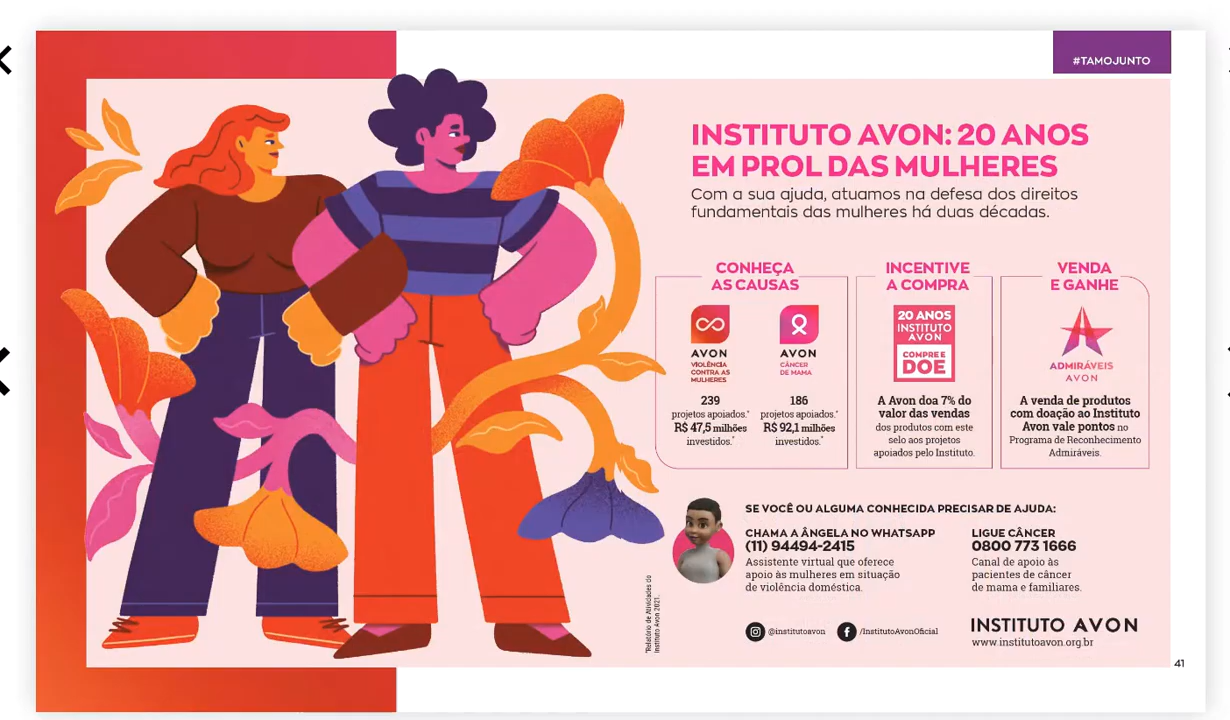 #TAMOJUNTO
INSTITUTO AVON: 20 ANOS
EM PROL DAS MULHERES
Com a sua ajuda, atuamos na defesa dos direitos
fundamentais das mulheres há duas décadas.
CONHEÇA
AS CAUSAS
AVON
VIOLÊNCIA
CONTRA AS
MULHERES
239
projetos apoiados.*
R$ 47,5 milhões
investidos.*
AVON
CÂNCER
DE MAMA
186
projetos apoiados.*
R$ 92,1 milhões
investidos.*
INCENTIVE
A COMPRA
20 ANOS
INSTITUTO
AVON
COMPRE E
DOE
A Avon doa 7% do
valor das vendas
dos produtos com este
selo aos projetos
apoiados pelo Instituto.
VENDA
E GANHE
ADMIRÁVEIS
AVON
A venda de produtos
com doação ao Instituto
Avon vale pontos no
Programa de Reconhecimento
Admiráveis.
SE VOCÊ OU ALGUMA CONHECIDA PRECISAR DE AJUDA:
CHAMA A ÂNGELA NO WHATSAPP
(11) 94494-2415
Assistente virtual que oferece
apoio às mulheres em situação
de violência doméstica.
LIGUE CÂNCER
0800 773 1666
Canal de apoio às
pacientes de câncer
de mama e familiares.
*Relatório de Atividades do
Instituto Avon 2021.
@institutoavon
/InstitutoAvonOficial
INSTITUTO AVON
www.institutoavon.org.br
41